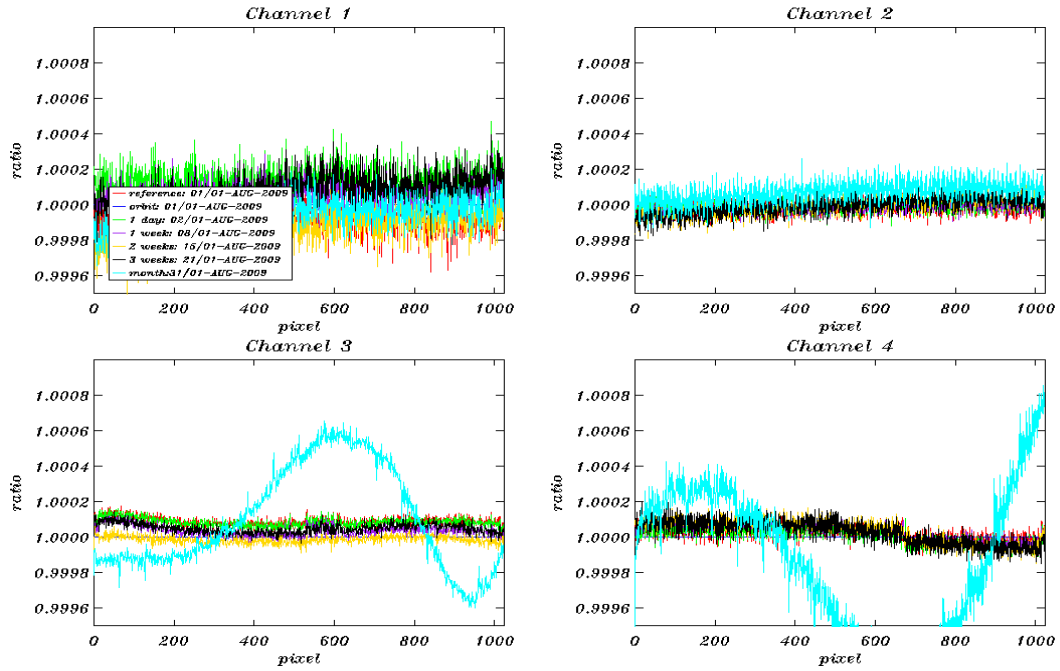 Channel 1
ratio
1.0008
1.0006
1.0004
1.0002
1.0000
0.9998
0.9996
reference: 01/01-AUG-2009
orbit: 01/01-AUG-2009
1 day: 02/01-AUG-2009
1 week: 08/01-AUG-2009
2 weeks: 16/01-AUG-2009
3 weeks: 21/01-AUG-2009
month:31/01-AUG-2009
0 200 400 600 800 1000
pixel
Channel 2
ratio
1.0008
1.0006
1.0004
1.0002
1.0000
0.9998
0.9996
0 200 400 600 800 1000
pixel
Channel 3
ratio
1.0008
1.0006
1.0004
1.0002
1.0000
0.9998
0.9996
0 200 400 600 800 1000
pixel
Channel 4
ratio
1.0008
1.0006
1.0004
1.0002
1.0000
0.9998
0.9996
0 200 400 600 800 1000
pixel